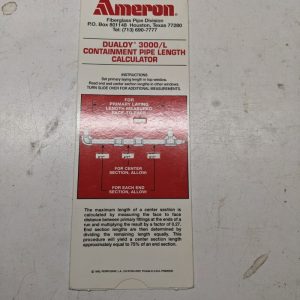 Ameron.
Fiberglass Pipe Division
P.O. Box 801148 Houston, Texas 77280
Tel: (713) 690-7777
DUALOY® 3000/L
CONTAINMENT PIPE LENGTH
CALCULATOR
INSTRUCTIONS
Set primary laying length in top window.
Read end and center section lengths in other windows.
TURN SLIDE OVER FOR ADDITIONAL MEASUREMENTS.
FOR
PRIMARY LAYING
LENGTH MEASURED
FACE-TO-FACE
FOR CENTER
SECTION, ALLOW
FOR EACH END
SECTION, ALLOW
The maximum length of a center section is
calculated by measuring the face to face
distance between primary fittings at the ends of a
run and multiplying the result by a factor of 0.27.
End section lengths are then determined by
dividing the remaining length equally. This
procedure will yield a center section length
approximately equal to 75% of an end section.